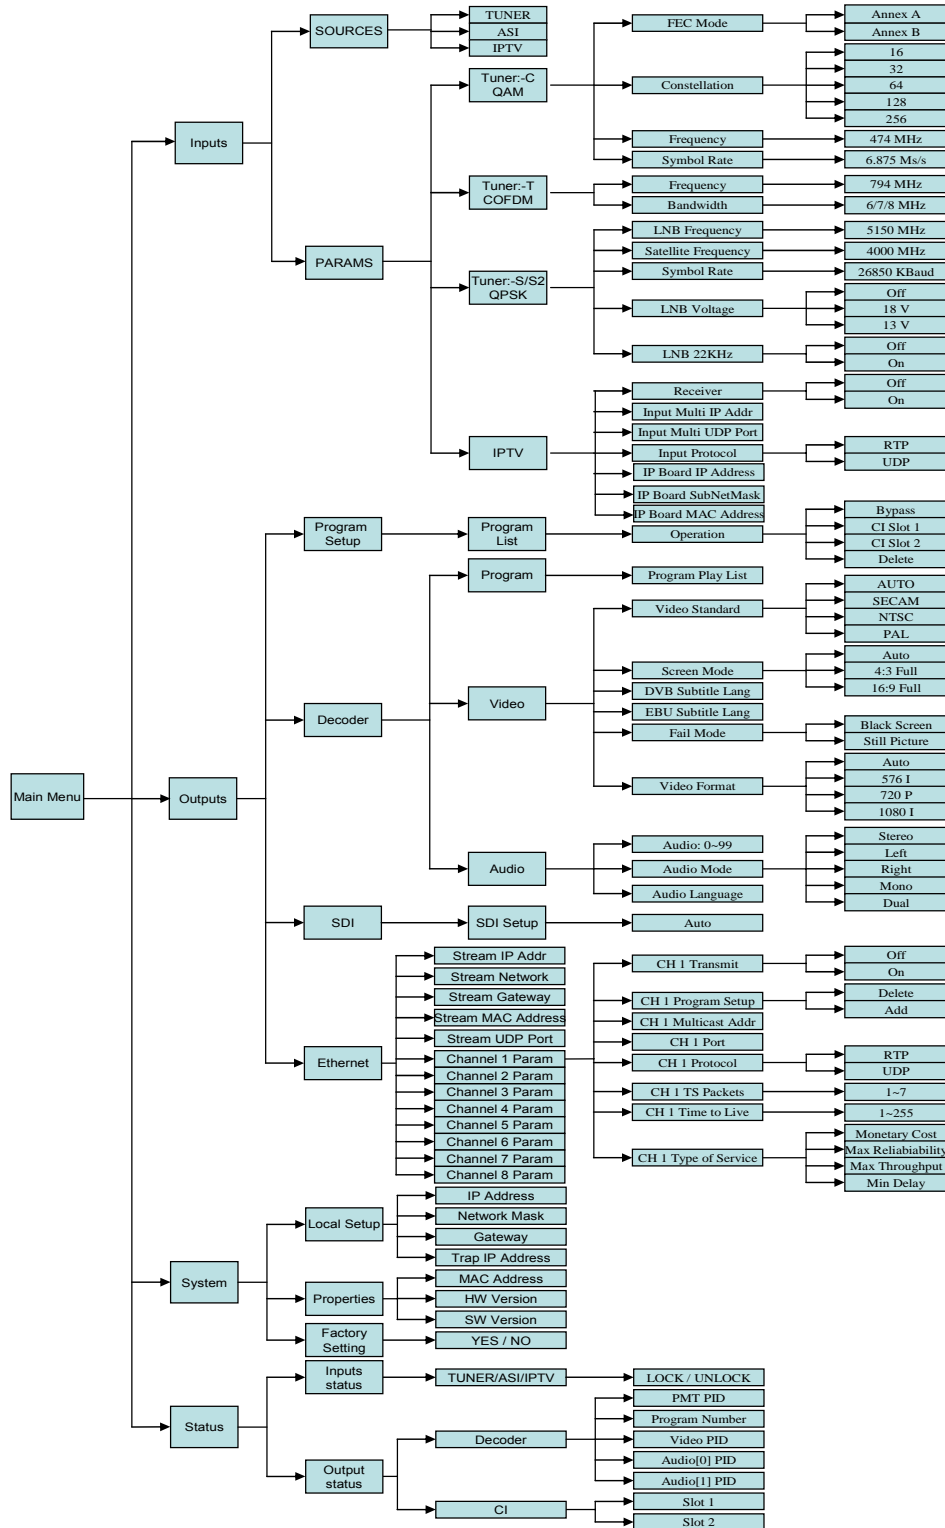 Main Menu
Inputs
SOURCES
TUNER
ASI
IPTV
PARAMS
Tuner:-C
QAM
FEC Mode
Annex A
Annex B
Constellation
16
32
64
128
256
Frequency
474 MHz
Symbol Rate
6.875 Ms/s
Tuner:-T
COFDM
Frequency
794 MHz
Bandwidth
6/7/8 MHz
Tuner:-S/S2
QPSK
LNB Frequency
5150 MHz
Satellite Frequency
4000 MHz
Symbol Rate
26850 KBaud
LNB Voltage
Off
18 V
13 V
LNB 22KHz
Off
On
IPTV
Receiver
Off
On
Input Multi IP Addr
Input Multi UDP Port
Input Protocol
RTP
UDP
IP Board IP Address
IP Board SubNetMask
IP Board MAC Address
Outputs
Program
Setup
Program
List
Operation
Bypass
CI Slot 1
CI Slot 2
Delete
Decoder
Program
Program Play List
Video
Video Standard
AUTO
SECAM
NTSC
PAL
Screen Mode
Auto
4:3 Full
16:9 Full
DVB Subtitle Lang
EBU Subtitle Lang
Fail Mode
Black Screen
Still Picture
Video Format
Auto
576 I
720 P
1080 I
Audio
Audio: 0~99
Audio Mode
Stereo
Left
Right
Mono
Dual
Audio Language
SDI
SDI Setup
Auto
Ethernet
Stream IP Addr
Stream Network
Stream Gateway
Stream MAC Address
Stream UDP Port
Channel 1 Param
Channel 2 Param
Channel 3 Param
Channel 4 Param
Channel 5 Param
Channel 6 Param
Channel 7 Param
Channel 8 Param
CH 1 Transmit
Off
On
CH 1 Program Setup
Delete
Add
CH 1 Multicast Addr
CH 1 Port
CH 1 Protocol
RTP
UDP
CH 1 TS Packets
1~7
CH 1 Time to Live
1~255
CH 1 Type of Service
Monetary Cost
Max Reliabiability
Max Throughput
Min Delay
System
Local Setup
IP Address
Network Mask
Gateway
Trap IP Address
Properties
MAC Address
HW Version
SW Version
Factory
Setting
YES / NO
Status
Inputs
status
TUNER/ASI/IPTV
LOCK / UNLOCK
Output
status
Decoder
PMT PID
Program Number
Video PID
Audio[0] PID
Audio[1] PID
CI
Slot 1
Slot 2